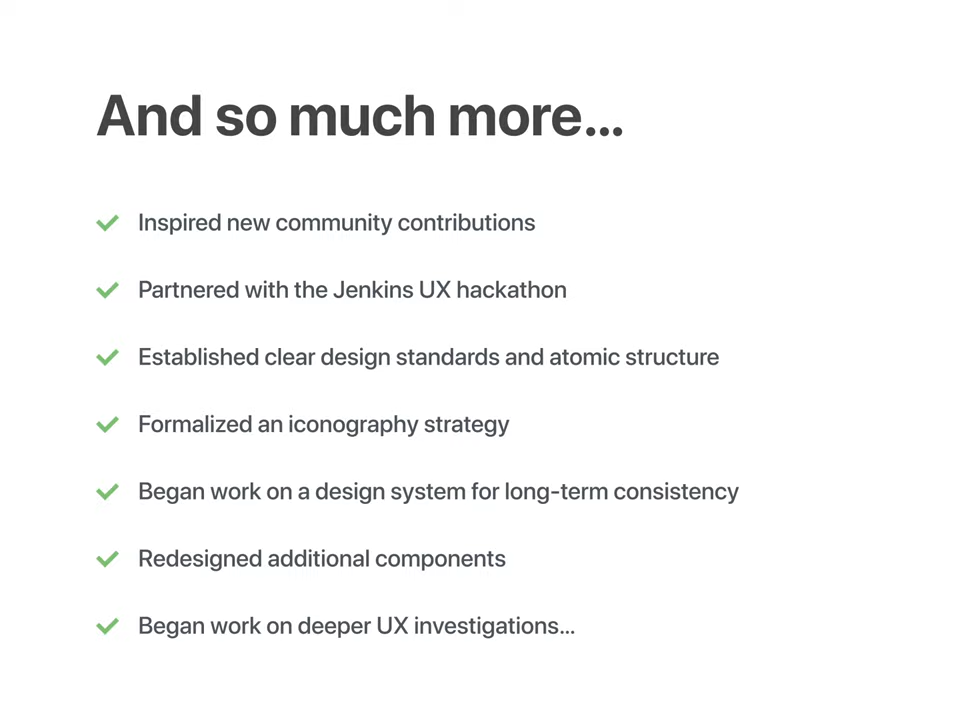 And so much more...
Inspired new community contributions
Partnered with the Jenkins UX hackathon
Established clear design standards and atomic structure
Formalized an iconography strategy
Began work on a design system for long-term consistency
Redesigned additional components
Began work on deeper UX investigations...